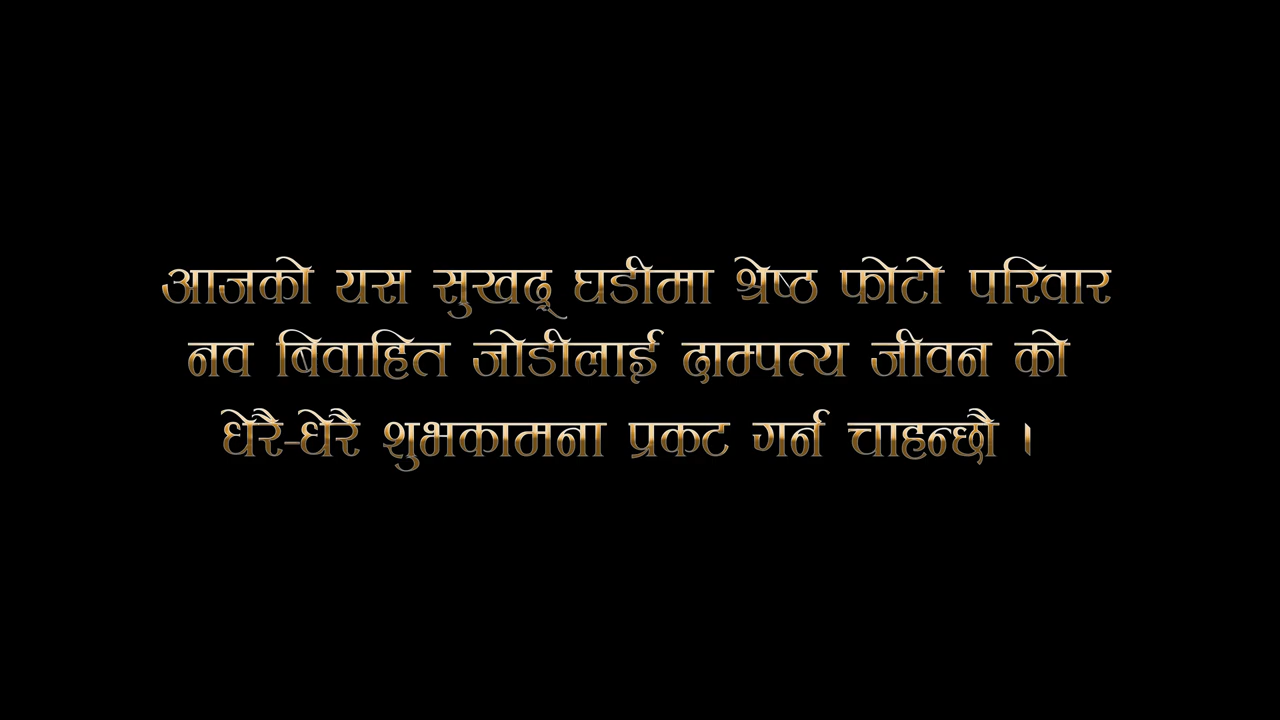 आजको यस सुखद् घडीमा श्रेष्ठ फोटो परिवार
नव बिवाहित जोडीलाई दाम्पत्य जीवन को
धेरै-धेरै शुभकामना प्रकट गर्न चाहन्छौ ।